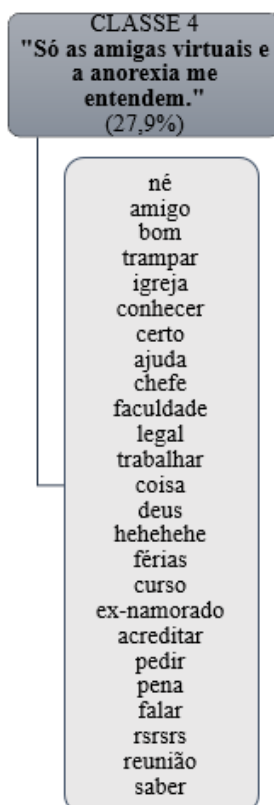 CLASSE 4
"Só as amigas virtuais e
a anorexia me
entendem."
(27,9%)
né
amigo
bom
trampar
igreja
conhecer
certo
ajuda
chefe
faculdade
legal
trabalhar
coisa
deus
hehehehe
férias
curso
ex-namorado
acreditar
pedir
pena
falar
rsrsrs
reunião
saber